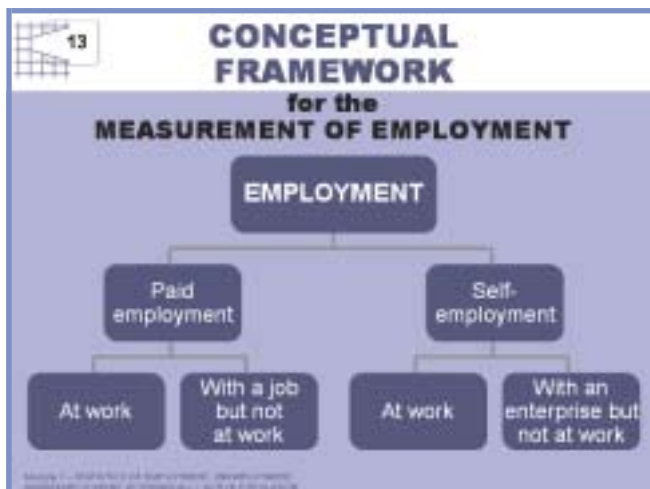 13
CONCEPTUAL
FRAMEWORK
for the
MEASUREMENT OF EMPLOYMENT
EMPLOYMENT
Paid
employment
Self-
employment
At work
With a job
but not
at work
At work
With an
enterprise but
not at work